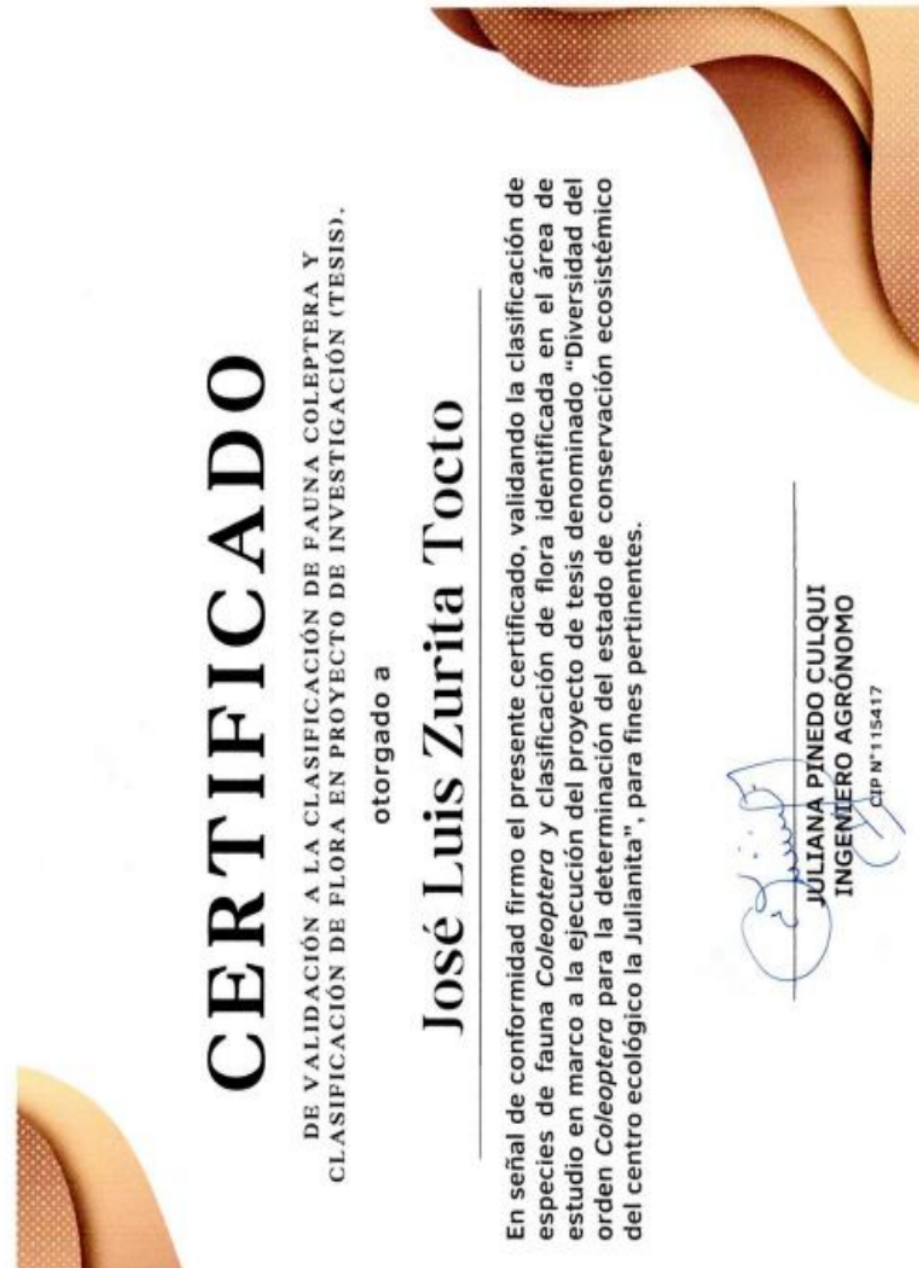 CERTIFICADO
DE VALIDACIÓN A LA CLASIFICACIÓN DE FAUNA COLEPTERA Y
CLASIFICACIÓN DE FLORA EN PROYECTO DE INVESTIGACIÓN (TESIS).
otorgado a
José Luis Zurita Tocto
En señal de conformidad firmo el presente certificado, validando la clasificación de
especies de fauna Coleoptera y clasificación de flora identificada en el área de
estudio en marco a la ejecución del proyecto de tesis denominado "Diversidad del
orden Coleoptera para la determinación del estado de conservación ecosistémico
del centro ecológico la Julianita", para fines pertinentes.
JULIANA PINEDO CULQUI
INGENIERO AGRÓNOMO
CIP N°115417